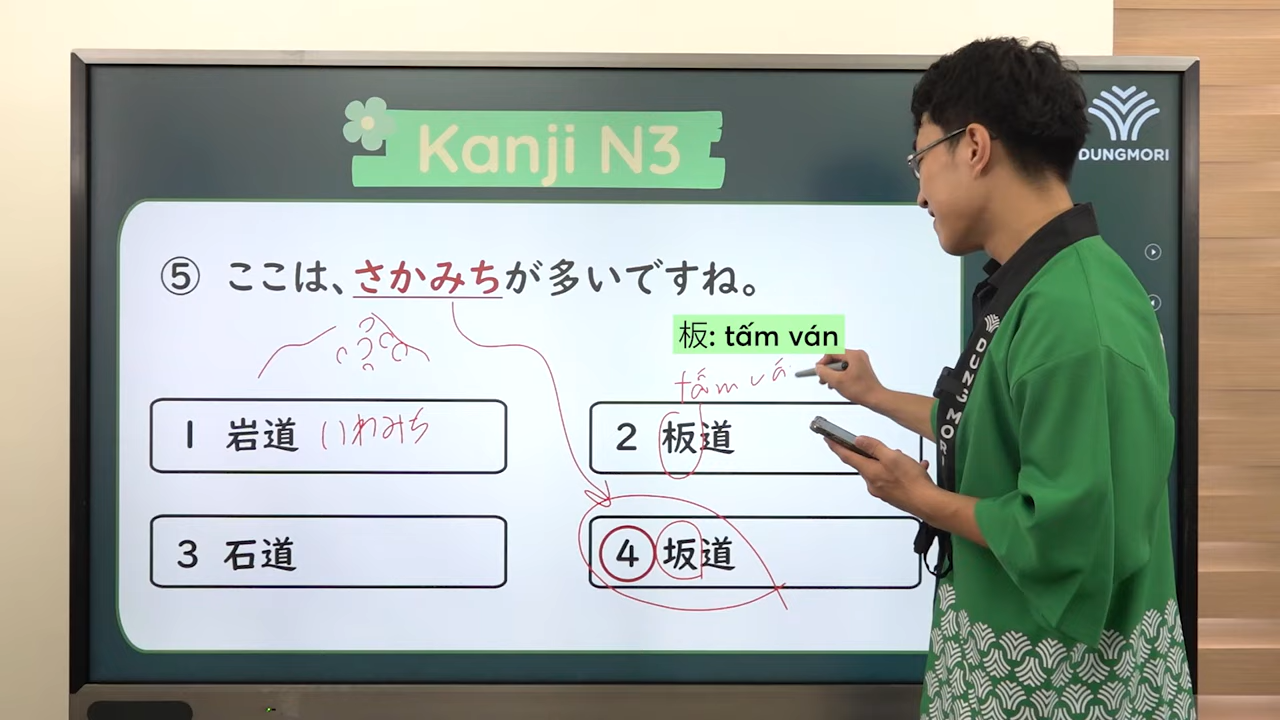 Kanji N3
DUNGMORI
⑤ ここは、さかみちが多いですね。
板: tấm ván
tấm vá
1 岩道 いわみち
2 板道
3 石道
4 坂道
DUNGMORI